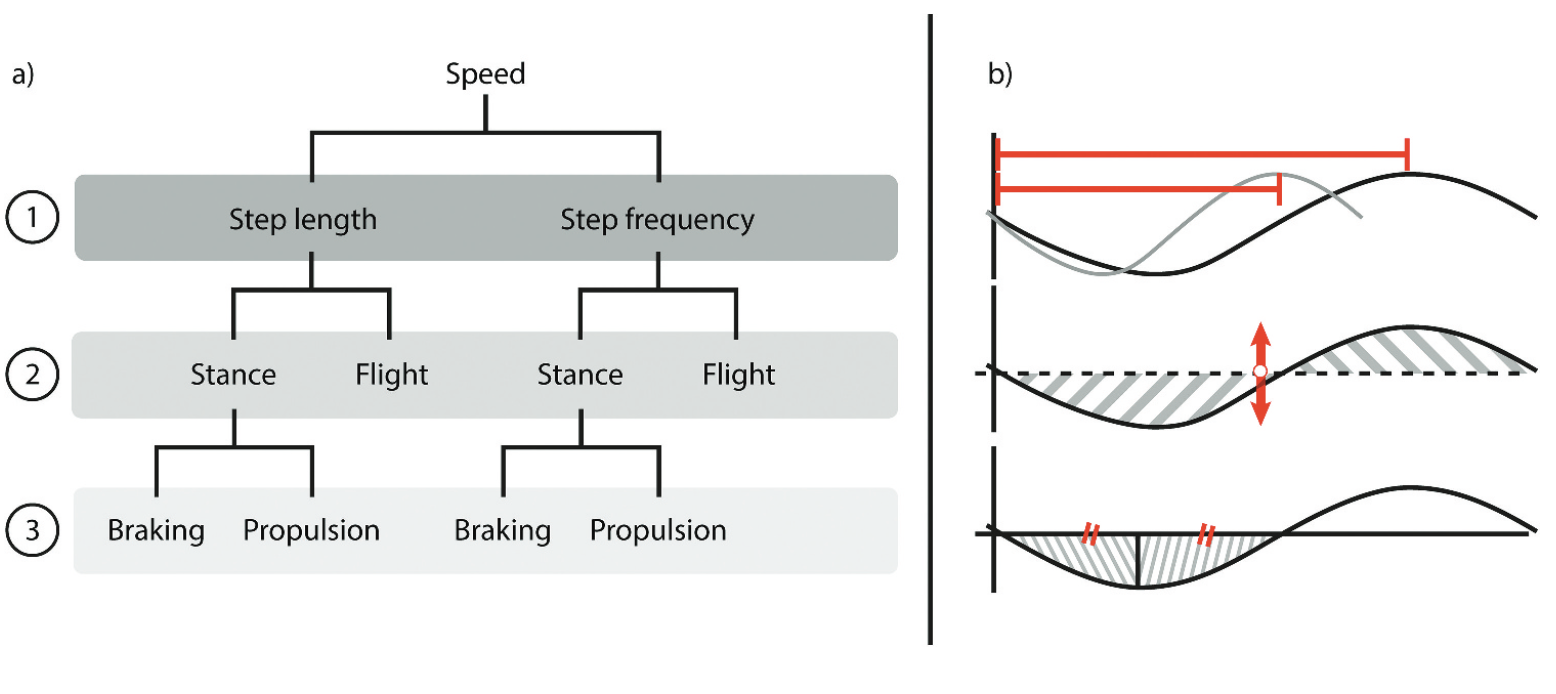 a)
Speed
1
Step length
Step frequency
2
Stance
Flight
Stance
Flight
3
Braking
Propulsion
Braking
Propulsion
b)